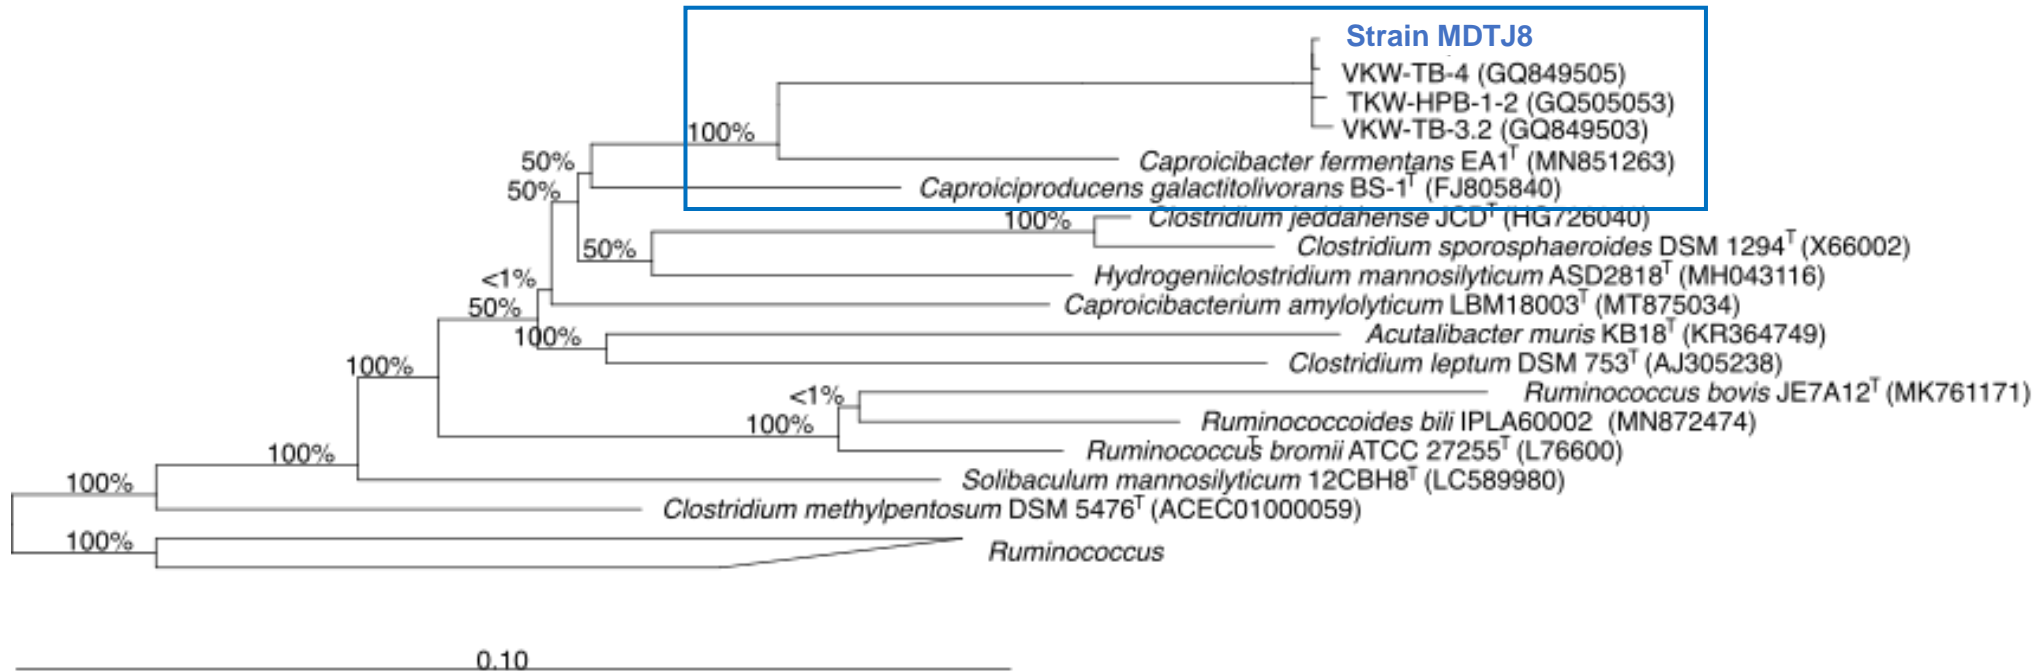 Strain MDTJ8
VKW-TB-4 (GQ849505)
TKW-HPB-1-2 (GQ505053)
VKW-TB-3.2 (GQ849503)
100%
Caproicibacter fermentans EA1ᵀ (MN851263)
50%
Caproiciproducens galactitolivorans BS-1ᵀ (FJ805840)
50%
100%
Clostridium jeddahense JCDᵀ (HG726040)
Clostridium sporosphaeroides DSM 1294ᵀ (X66002)
50%
Hydrogeniiclostridium mannosilyticum ASD2818ᵀ (MH043116)
<1%
Caproicibacterium amylolyticum LBM18003ᵀ (MT875034)
50%
Acutalibacter muris KB18ᵀ (KR364749)
100%
Clostridium leptum DSM 753ᵀ (AJ305238)
100%
Ruminococcus bovis JE7A12ᵀ (MK761171)
<1%
Ruminococcoides bili IPLA60002 (MN872474)
100%
T
Ruminococcus bromii ATCC 27255ᵀ (L76600)
100%
Solibaculum mannosilyticum 12CBH8ᵀ (LC589980)
100%
Clostridium methylpentosum DSM 5476ᵀ (ACEC01000059)
100%
Ruminococcus
0.10